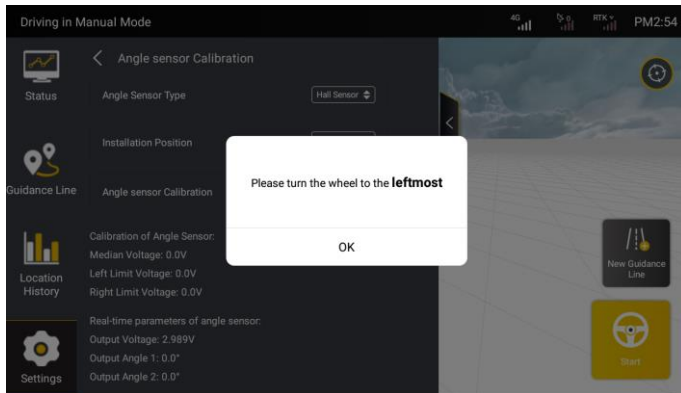 Driving in Manual Mode
4G
0
RTK
PM2:54
Status
Angle sensor Calibration
Angle Sensor Type
Hall Sensor
Installation Position
Guidance Line
Angle sensor Calibration
Please turn the wheel to the leftmost
OK
Calibration of Angle Sensor:
Median Voltage: 0.0V
Left Limit Voltage: 0.0V
Right Limit Voltage: 0.0V
Location
History
New Guidance
Line
Real-time parameters of angle sensor:
Output Voltage: 2.989V
Output Angle 1: 0.0°
Output Angle 2: 0.0°
Settings
Start